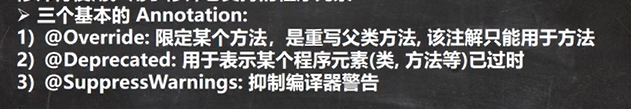 ➢ 三个基本的 Annotation:
1) @Override: 限定某个方法，是重写父类方法, 该注解只能用于方法
2) @Deprecated: 用于表示某个程序元素(类, 方法等)已过时
3) @SuppressWarnings: 抑制编译器警告